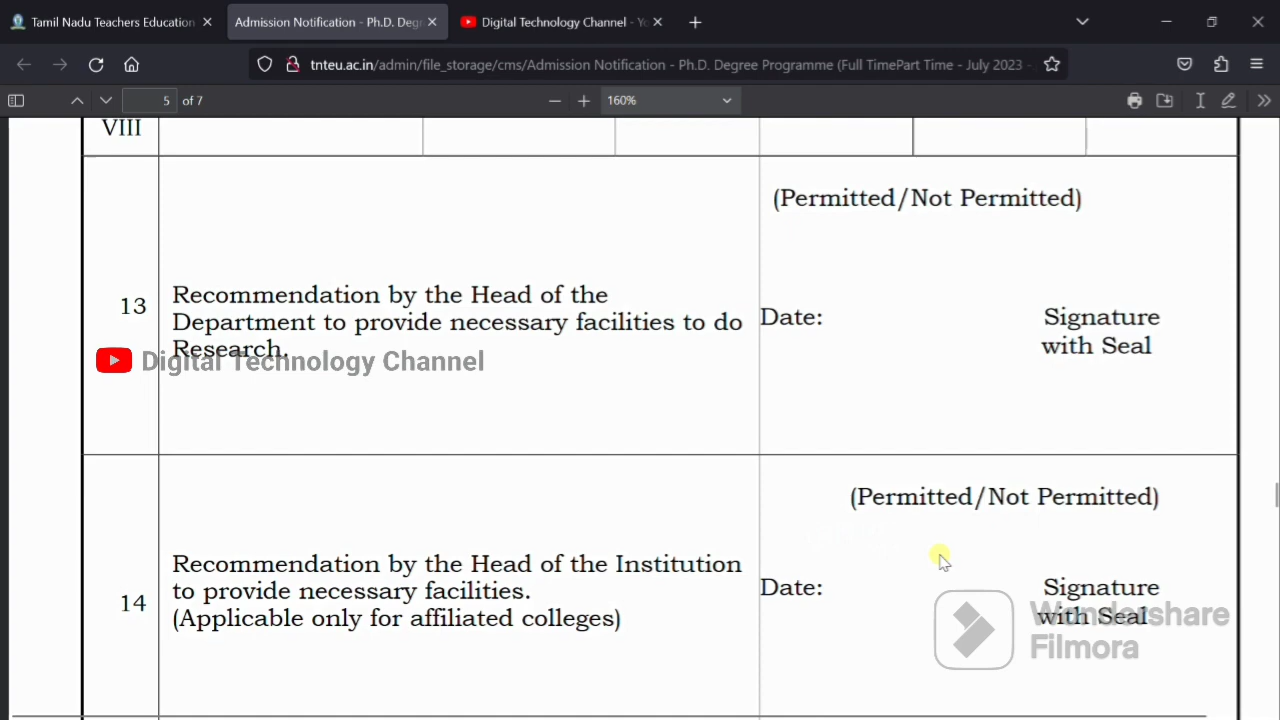 Tamil Nadu Teachers Education
Admission Notification - Ph.D. Degr
Digital Technology Channel - Yo
tnteu.ac.in/admin/file_storage/cms/Admission Notification - Ph.D. Degree Programme (Full TimePart Time - July 2023 -
5 of 7
160%
VIII
(Permitted/Not Permitted)
13
Recommendation by the Head of the
Department to provide necessary facilities to do
Research.
Date:
Signature
with Seal
Digital Technology Channel
(Permitted/Not Permitted)
14
Recommendation by the Head of the Institution
to provide necessary facilities.
(Applicable only for affiliated colleges)
Date:
Signature
with Seal
Wondershare
Filmora